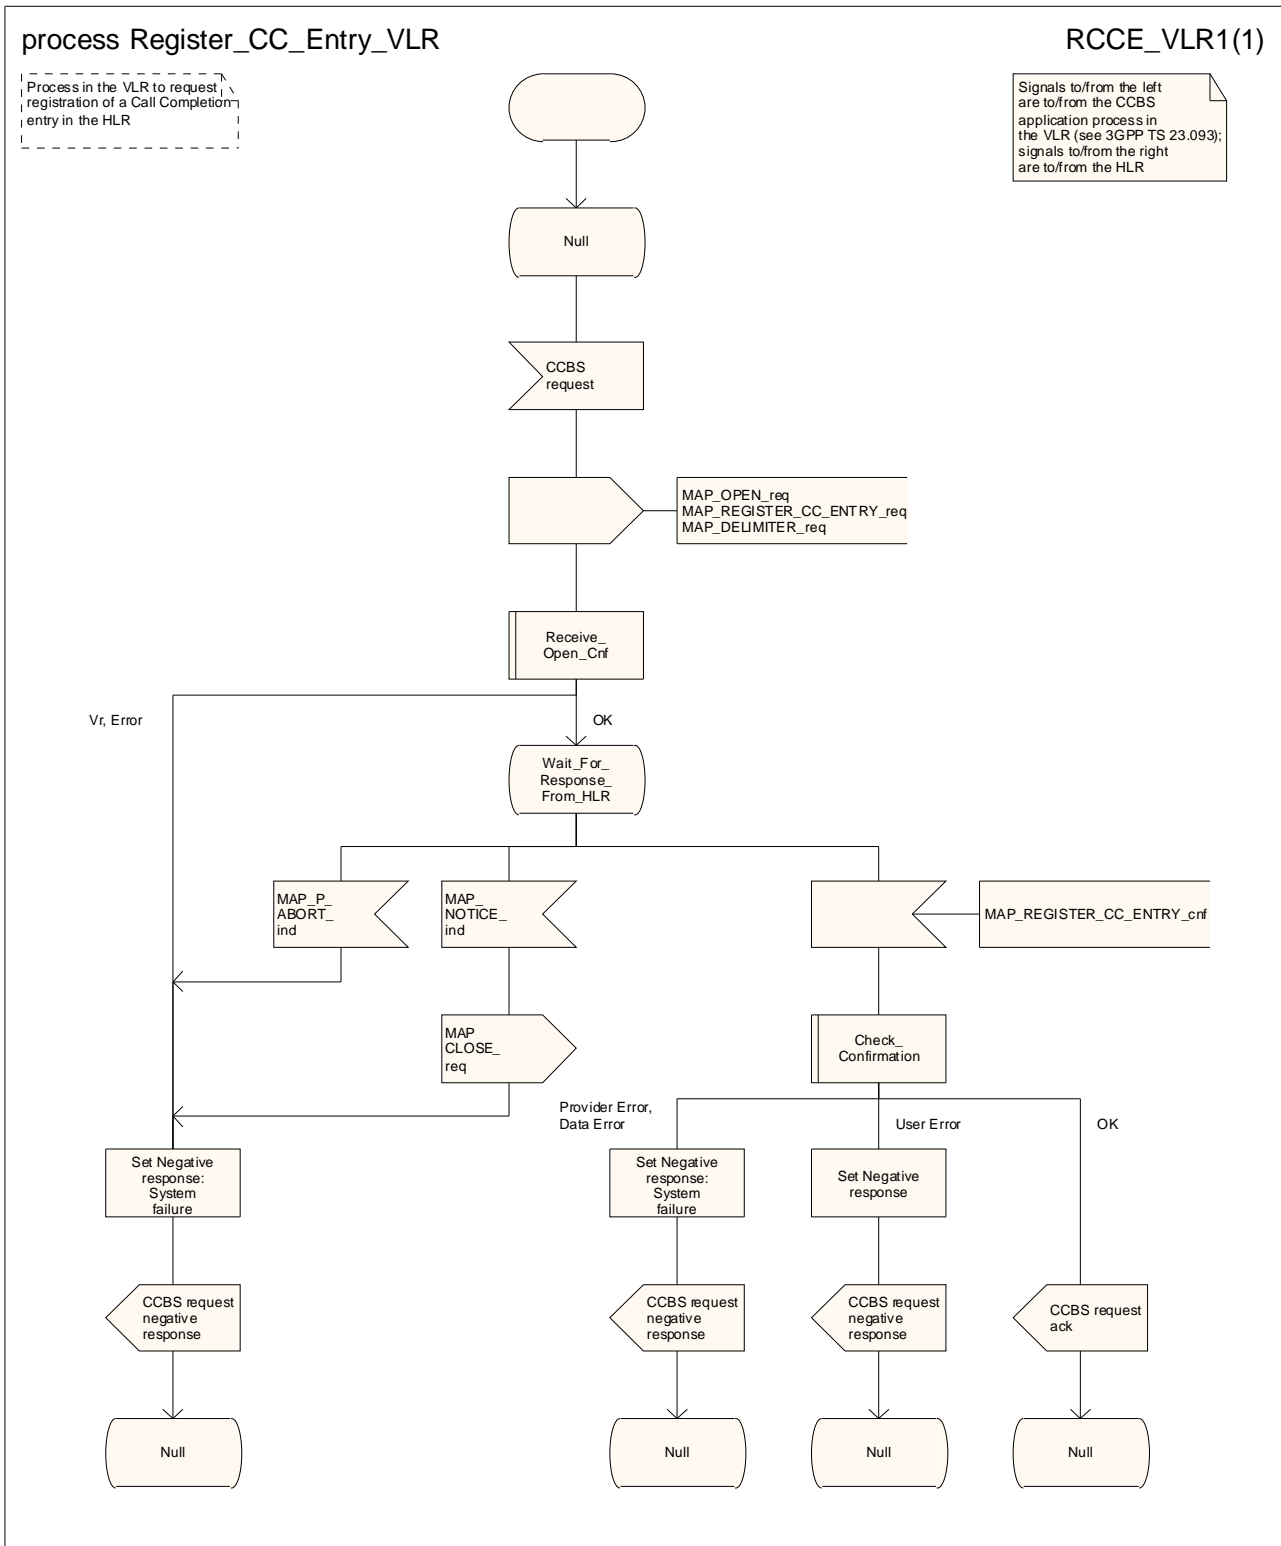 process Register_CC_Entry_VLR
RCCE_VLR1(1)
Process in the VLR to request
registration of a Call Completion
entry in the HLR
Signals to/from the left
are to/from the CCBS
application process in
the VLR (see 3GPP TS 23.093);
signals to/from the right
are to/from the HLR
Null
CCBS
request
MAP_OPEN_req
MAP_REGISTER_CC_ENTRY_req
MAP_DELIMITER_req
Receive_
Open_Cnf
Vr, Error
OK
Wait_For_
Response_
From_HLR
MAP_P_
ABORT_
ind
MAP_
NOTICE_
ind
MAP_REGISTER_CC_ENTRY_cnf
MAP
CLOSE_
req
Check_
Confirmation
Provider Error,
Data Error
User Error
OK
Set Negative
response:
System
failure
Set Negative
response:
System
failure
Set Negative
response
CCBS request
negative
response
CCBS request
negative
response
CCBS request
negative
response
CCBS request
ack
Null
Null
Null
Null